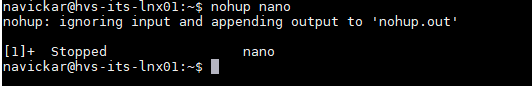 navickar@hvs-its-lnx01:~$ nohup nano
nohup: ignoring input and appending output to 'nohup.out'
[1]+  Stopped                 nano
navickar@hvs-its-lnx01:~$